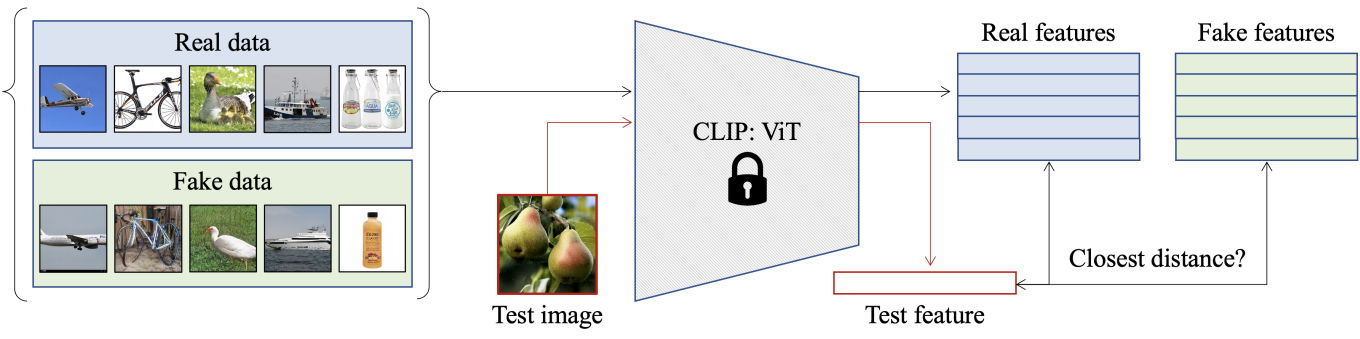 Real data
Fake data
Test image
CLIP: ViT
Real features
Fake features
Closest distance?
Test feature